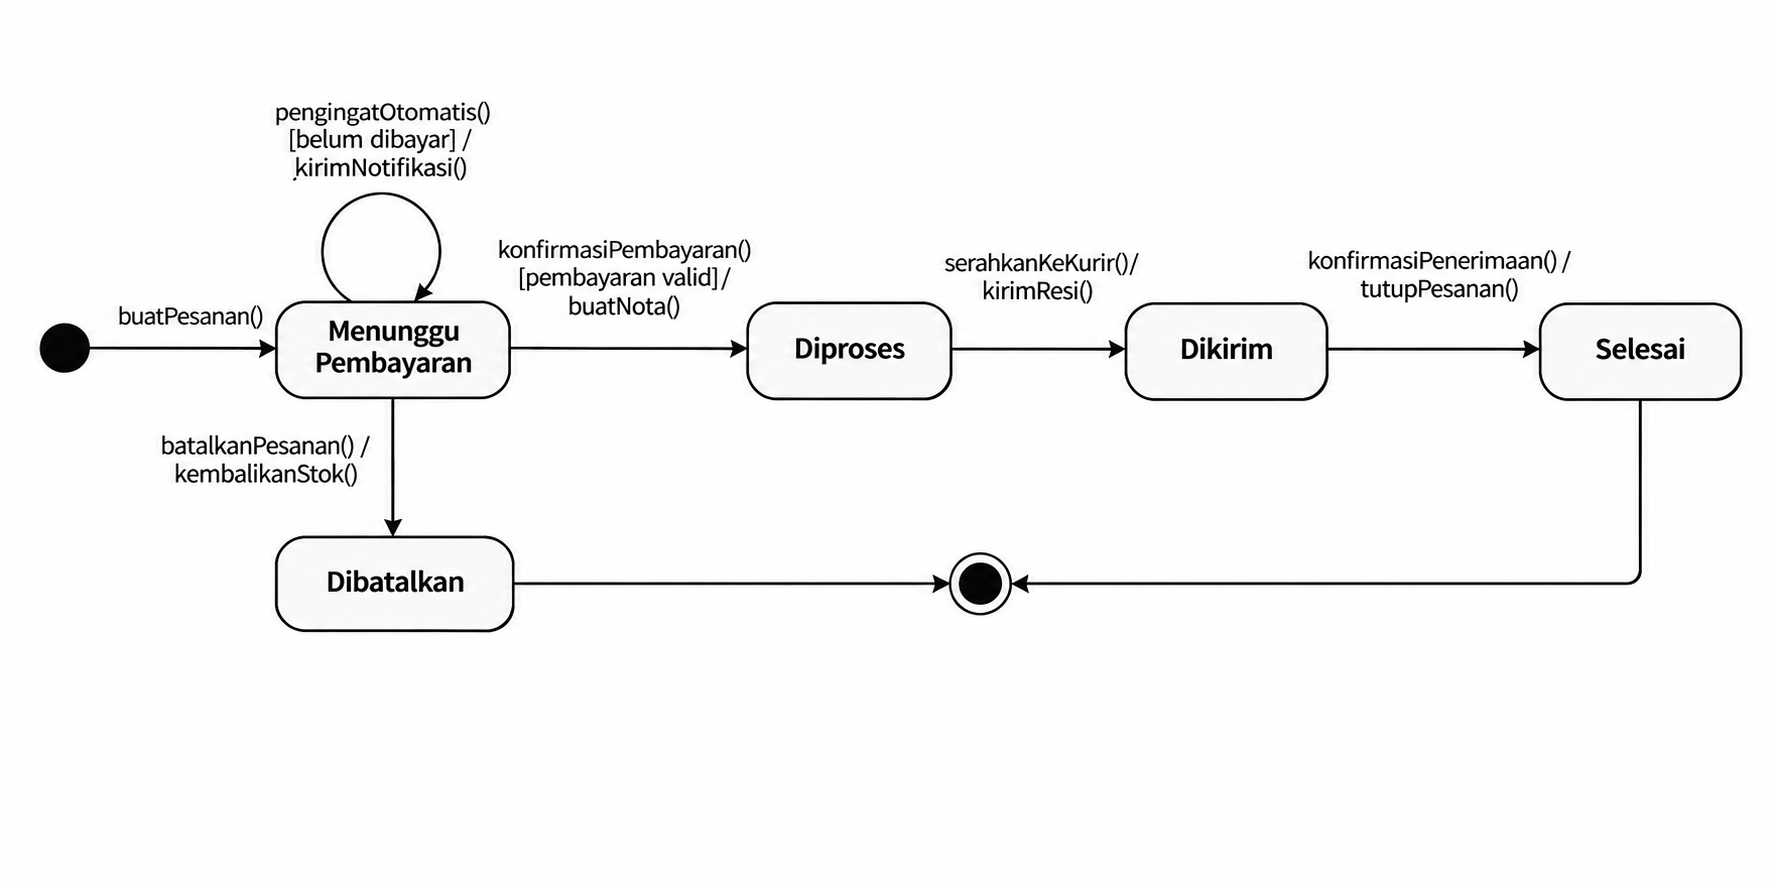 pengingatOtomatis()
[belum dibayar] /
kirimNotifikasi()
buatPesanan()
Menunggu
Pembayaran
konfirmasiPembayaran()
[pembayaran valid]/
buatNota()
Diproses
serahkanKeKurir()/
kirimResi()
Dikirim
konfirmasiPenerimaan() /
tutupPesanan()
Selesai
batalkanPesanan() /
kembalikanStok()
Dibatalkan